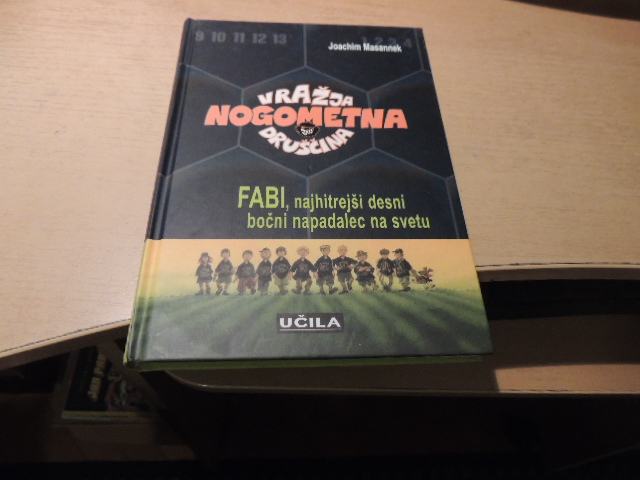 9 10 11 12 13
1 2 3 4
Joachim Masannek
VRAŽJA
NOGOMETNA
DRUŠČINA
FABI, najhitrejši desni
bočni napadalec na svetu
UČILA